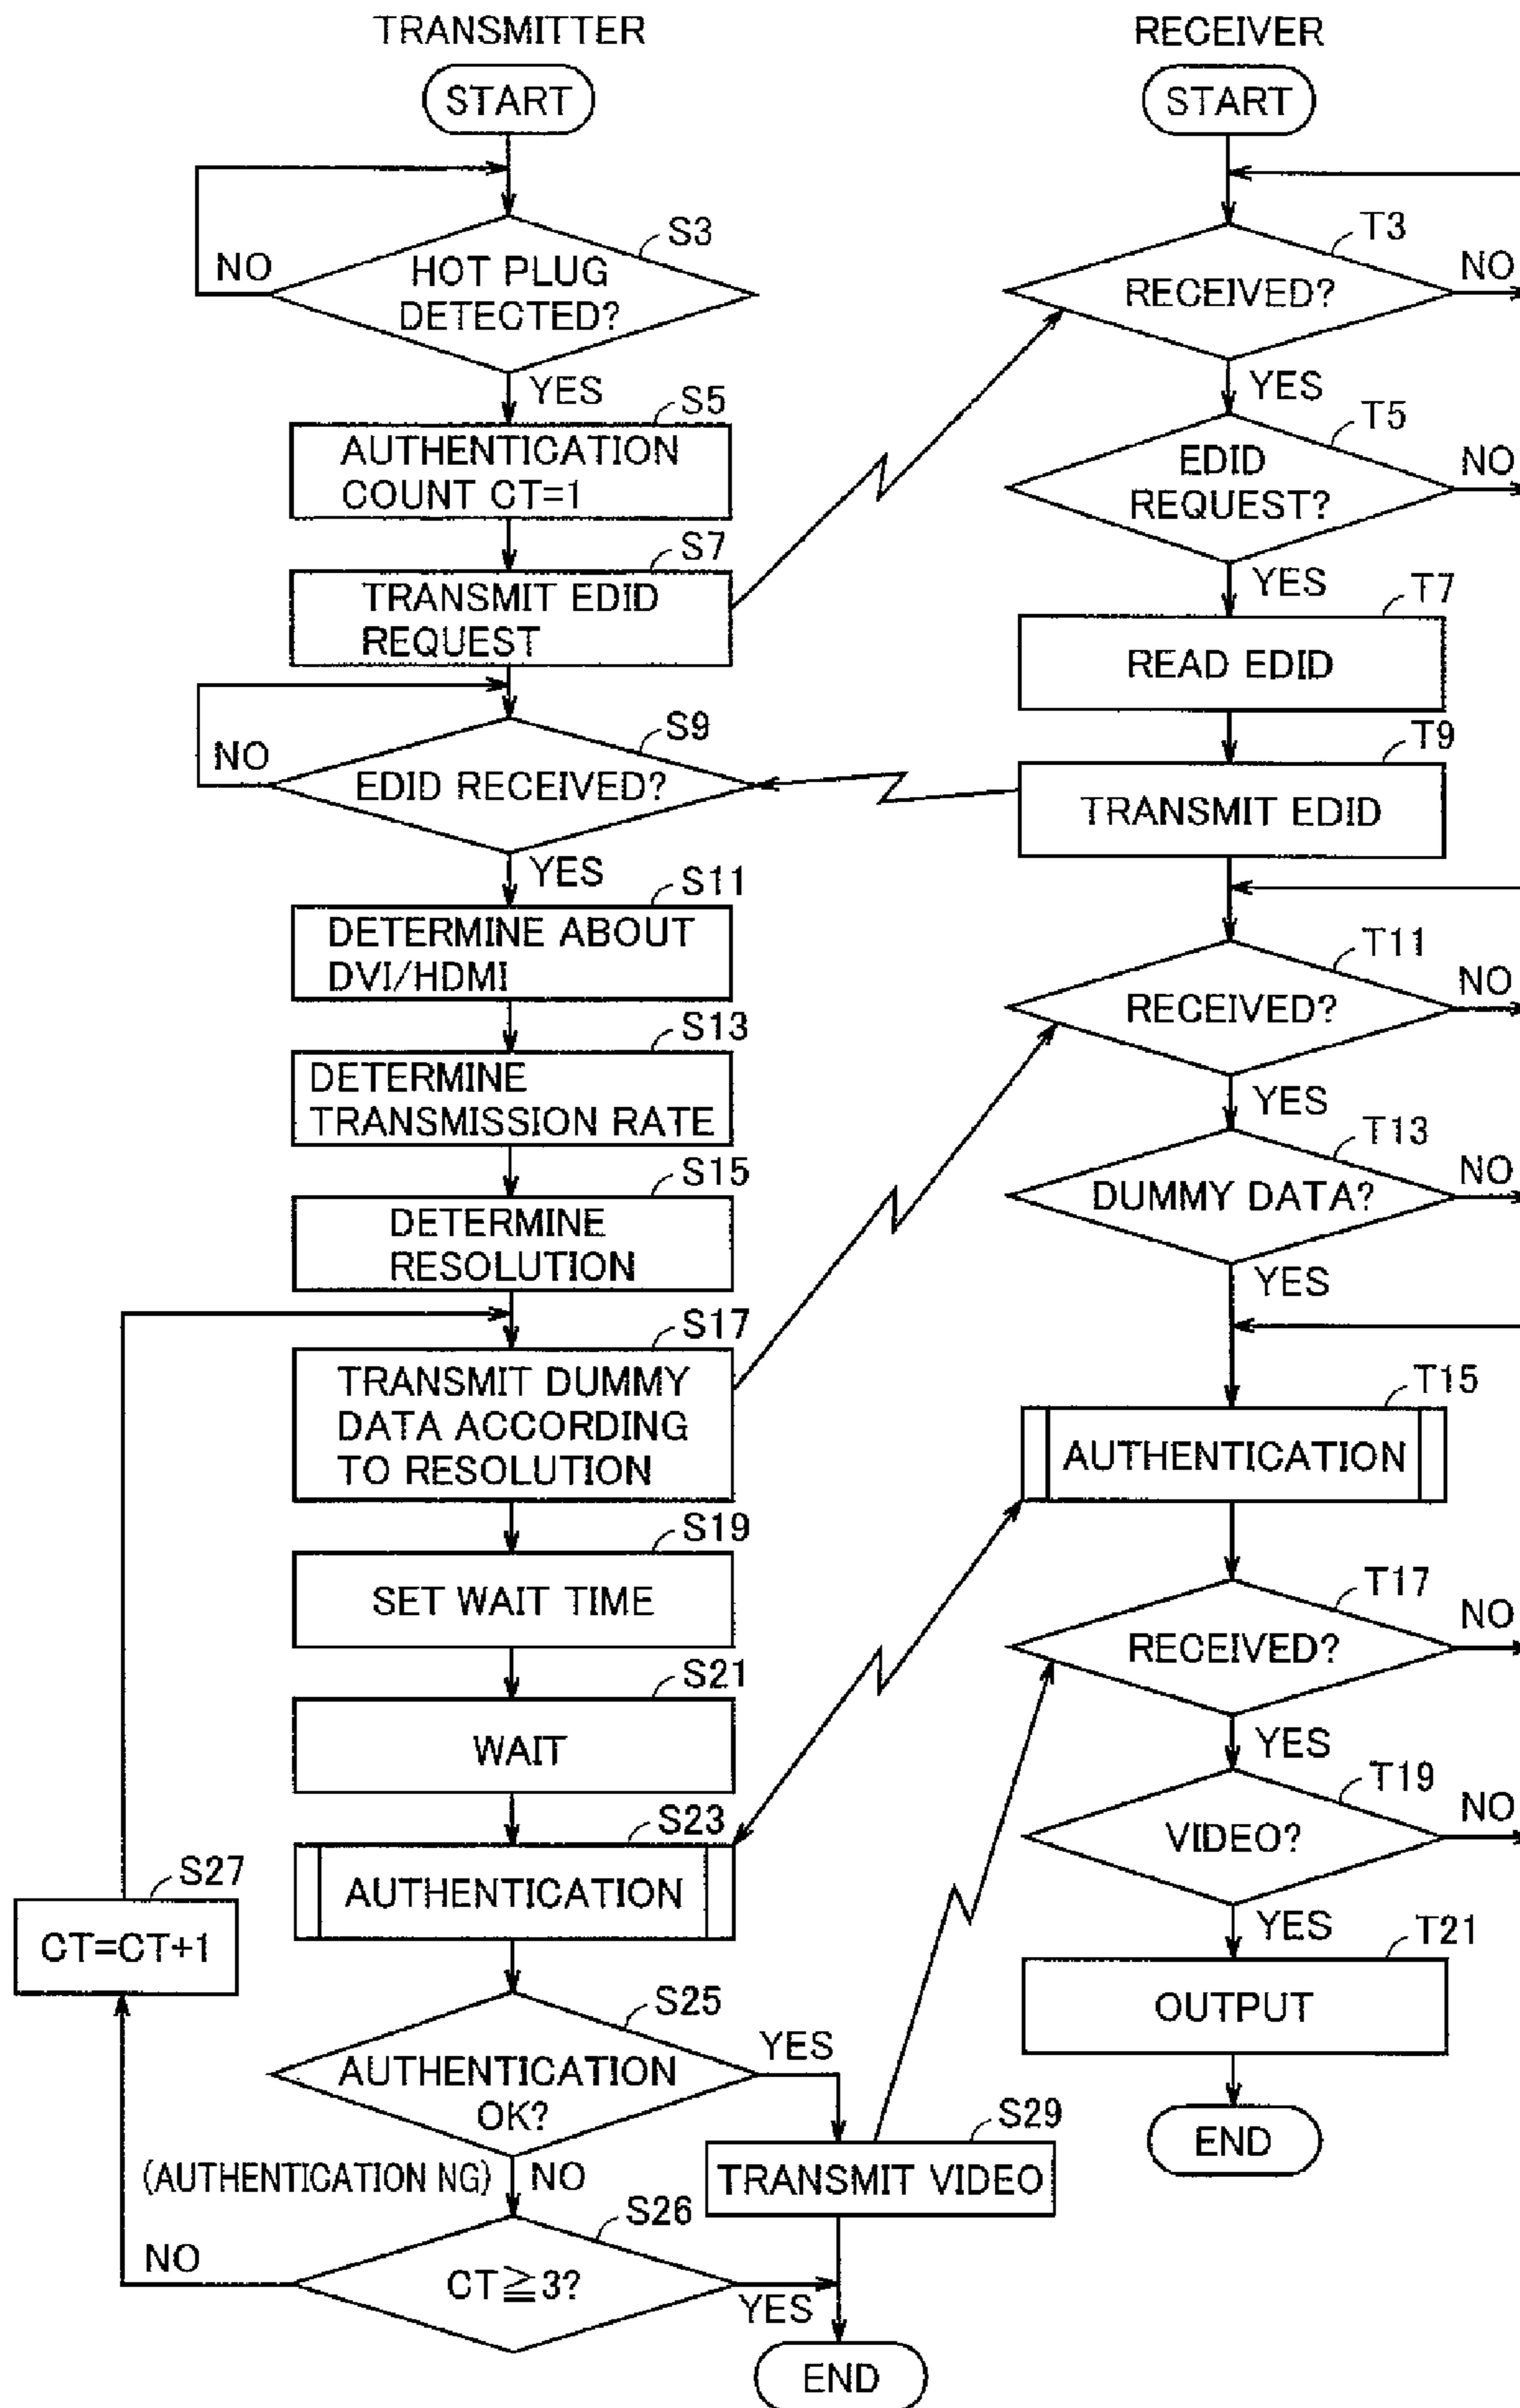 TRANSMITTER
START
S3
HOT PLUG
DETECTED?
NO
YES
S5
AUTHENTICATION
COUNT CT=1
S7
TRANSMIT EDID
REQUEST
S9
EDID RECEIVED?
NO
YES
S11
DETERMINE ABOUT
DVI/HDMI
S13
DETERMINE
TRANSMISSION RATE
S15
DETERMINE
RESOLUTION
S17
TRANSMIT DUMMY
DATA ACCORDING
TO RESOLUTION
S19
SET WAIT TIME
S21
WAIT
S23
AUTHENTICATION
S27
CT=CT+1
S25
AUTHENTICATION
OK?
YES
(AUTHENTICATION NG)
NO
S29
TRANSMIT VIDEO
S26
CT≧3?
NO
YES
END
RECEIVER
START
T3
RECEIVED?
NO
YES
T5
EDID
REQUEST?
NO
YES
T7
READ EDID
T9
TRANSMIT EDID
T11
RECEIVED?
NO
YES
T13
DUMMY DATA?
NO
YES
T15
AUTHENTICATION
T17
RECEIVED?
NO
YES
T19
VIDEO?
NO
YES
T21
OUTPUT
END